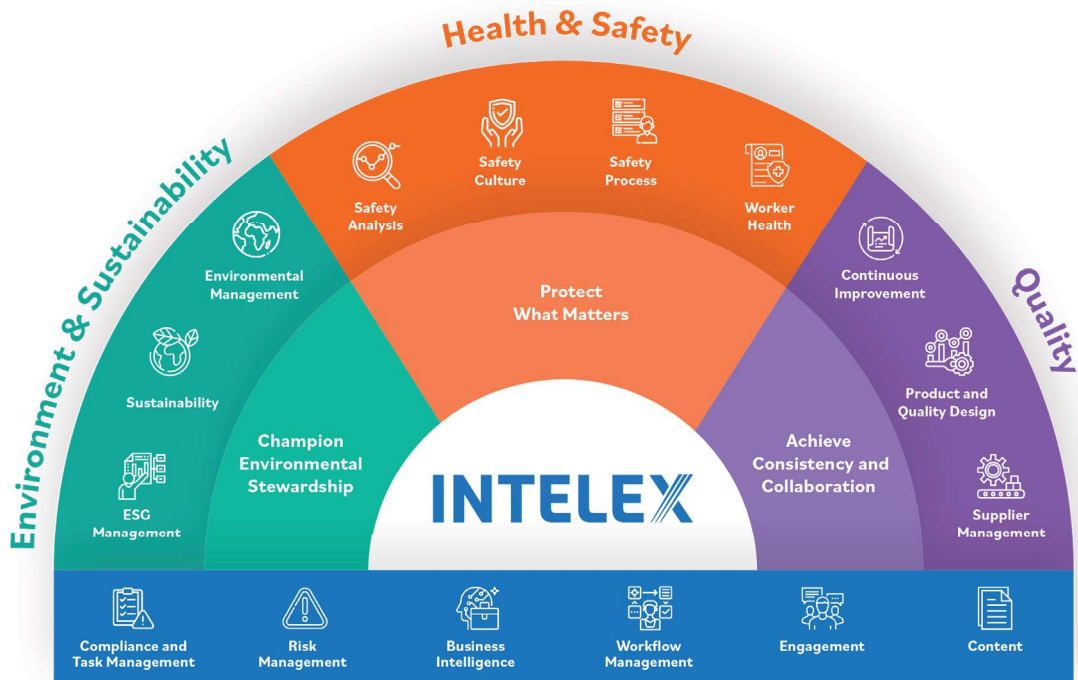 Health & Safety
Environment & Sustainability
Quality
Safety
Analysis
Safety
Culture
Safety
Process
Worker
Health
Environmental
Management
Sustainability
ESG
Management
Continuous
Improvement
Product and
Quality Design
Supplier
Management
Protect
What Matters
Champion
Environmental
Stewardship
Achieve
Consistency and
Collaboration
INTELEX
Compliance and
Task Management
Risk
Management
Business
Intelligence
Workflow
Management
Engagement
Content